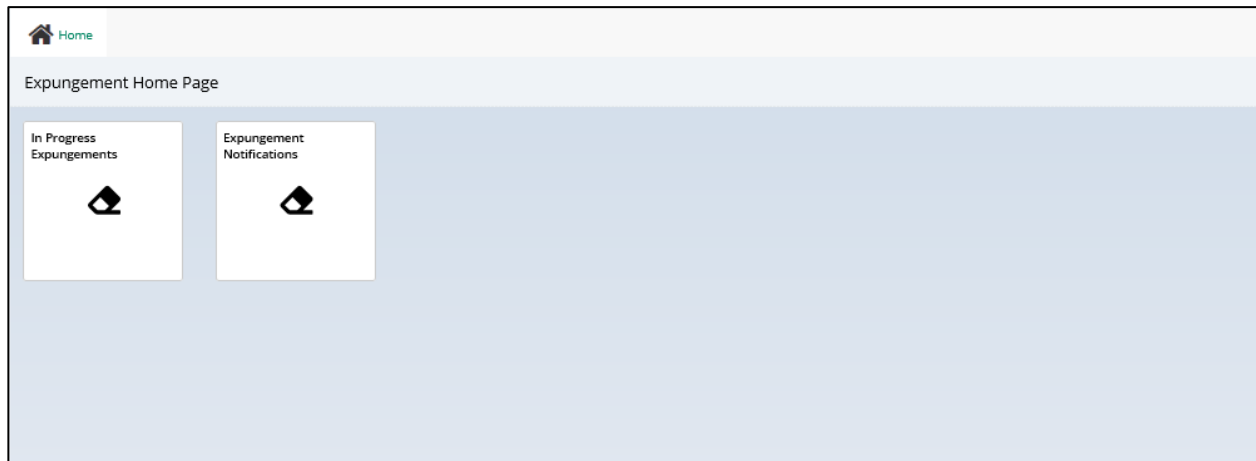 Home
Expungement Home Page
In Progress
Expungements
Expungement
Notifications